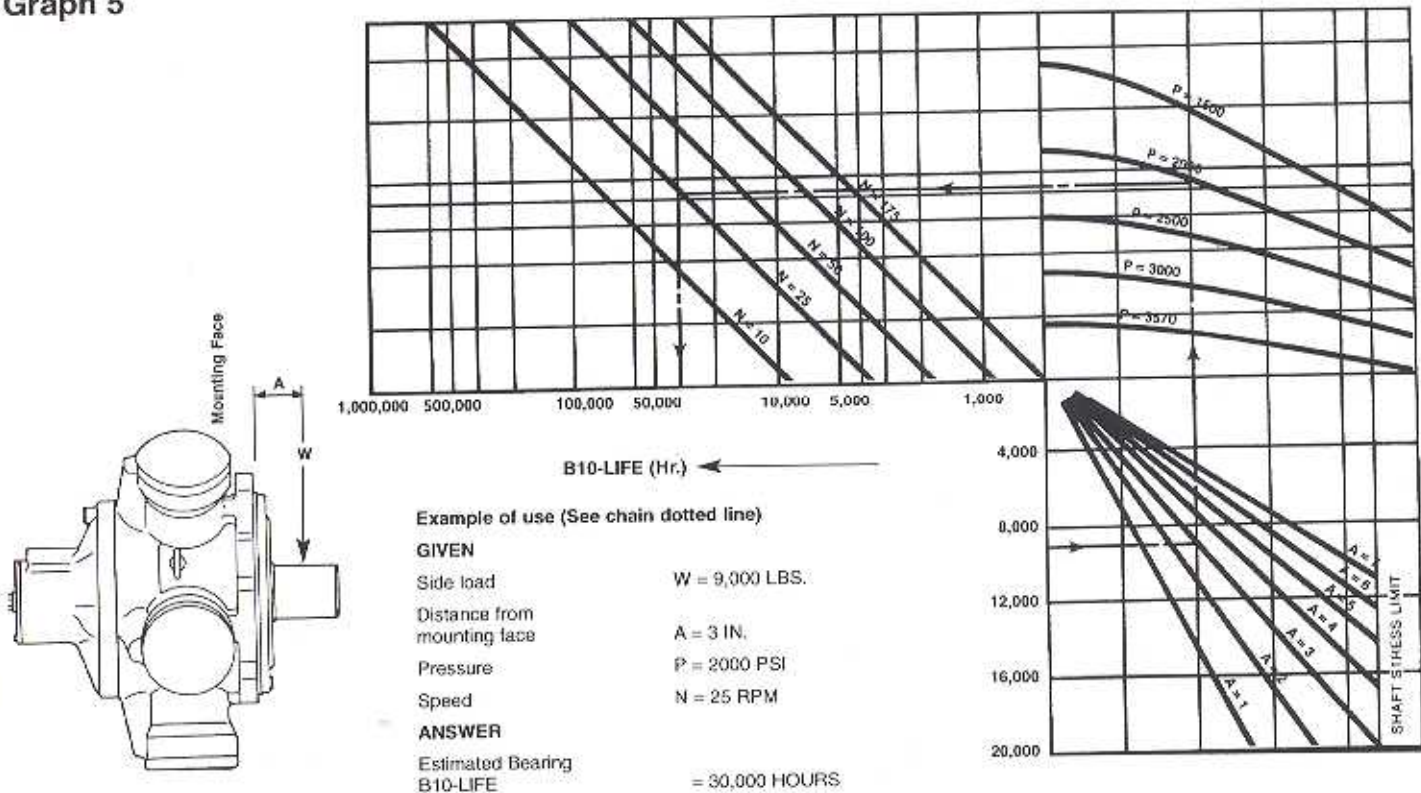 Graph 5
P = 1500
P = 2000
P = 2500
P = 3000
P = 3570
N = 175
N = 100
N = 50
N = 25
N = 10
1,000,000 500,000 100,000 50,000 10,000 5,000 1,000
B10-LIFE (Hr.)
Mounting Face
A
W
4,000
8,000
12,000
16,000
20,000
A = 7
A = 6
A = 5
A = 4
A = 3
A = 2
A = 1
SHAFT STRESS LIMIT
Example of use (See chain dotted line)
GIVEN
Side load W = 9,000 LBS.
Distance from
mounting face A = 3 IN.
Pressure P = 2000 PSI
Speed N = 25 RPM
ANSWER
Estimated Bearing
B10-LIFE = 30,000 HOURS